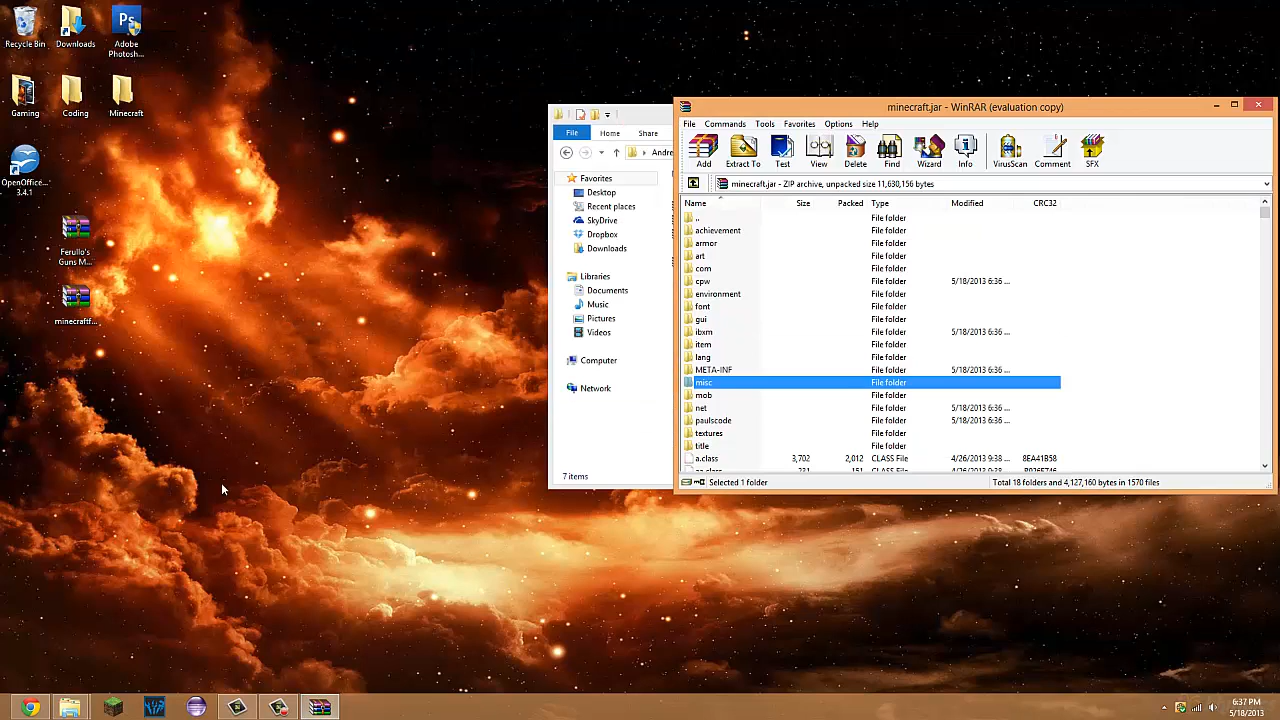 Recycle Bin
Downloads
Adobe
Photosh...
Gaming
Coding
Minecraft
OpenOffice...
3.4.1
Ferullo's
Guns M...
minecraftf...
File
Home
Share
Andre
Favorites
Desktop
Recent places
SkyDrive
Dropbox
Downloads
Libraries
Documents
Music
Pictures
Videos
Computer
Network
7 items
minecraft.jar - WinRAR (evaluation copy)
File Commands Tools Favorites Options Help
Add Extract To Test View Delete Find Wizard Info VirusScan Comment SFX
minecraft.jar - ZIP archive, unpacked size 11,630,156 bytes
Name Size Packed Type Modified CRC32
.. File folder
achievement File folder
armor File folder
art File folder
com File folder
cpw File folder 5/18/2013 6:36 ...
environment File folder
font File folder
gui File folder
ibxm File folder 5/18/2013 6:36 ...
item File folder
lang File folder
META-INF File folder 5/18/2013 6:36 ...
misc File folder
mob File folder
net File folder 5/18/2013 6:36 ...
paulscode File folder 5/18/2013 6:36 ...
textures File folder
title File folder
a.class 3,702 2,012 CLASS File 4/26/2013 9:38 ... 8EA41B58
Selected 1 folder
Total 18 folders and 4,127,160 bytes in 1570 files
6:37 PM
5/18/2013